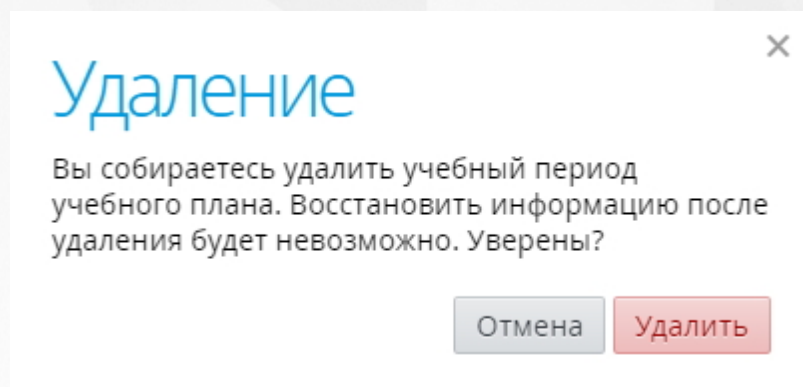 Удаление
Вы собираетесь удалить учебный период
учебного плана. Восстановить информацию после
удаления будет невозможно. Уверены?
Отмена
Удалить